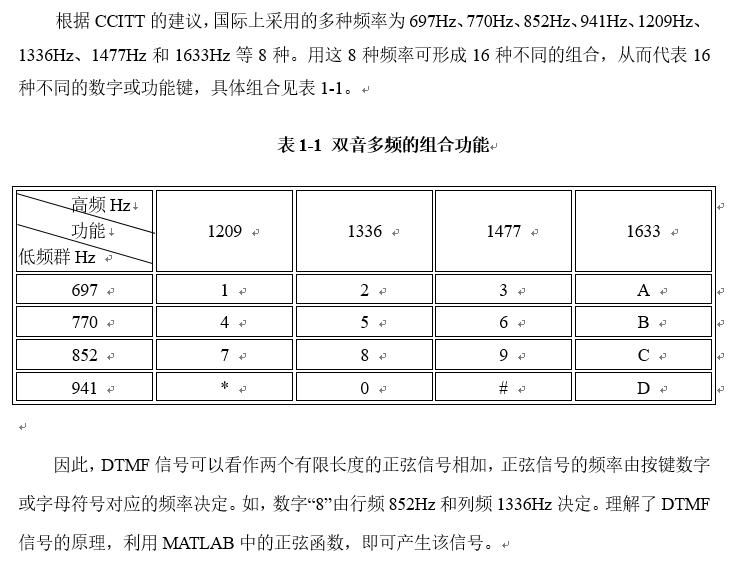 根据 CCITT 的建议，国际上采用的多种频率为 697Hz、770Hz、852Hz、941Hz、1209Hz、
1336Hz、1477Hz 和 1633Hz 等 8 种。用这 8 种频率可形成 16 种不同的组合，从而代表 16
种不同的数字或功能键，具体组合见表 1-1。
表 1-1 双音多频的组合功能
高频 Hz
功能
低频群 Hz
1209 1336 1477 1633
697 1 2 3 A
770 4 5 6 B
852 7 8 9 C
941 * 0 # D
因此，DTMF 信号可以看作两个有限长度的正弦信号相加，正弦信号的频率由按键数字
或字母符号对应的频率决定。如，数字“8”由行频 852Hz 和列频 1336Hz 决定。理解了 DTMF
信号的原理，利用 MATLAB 中的正弦函数，即可产生该信号。